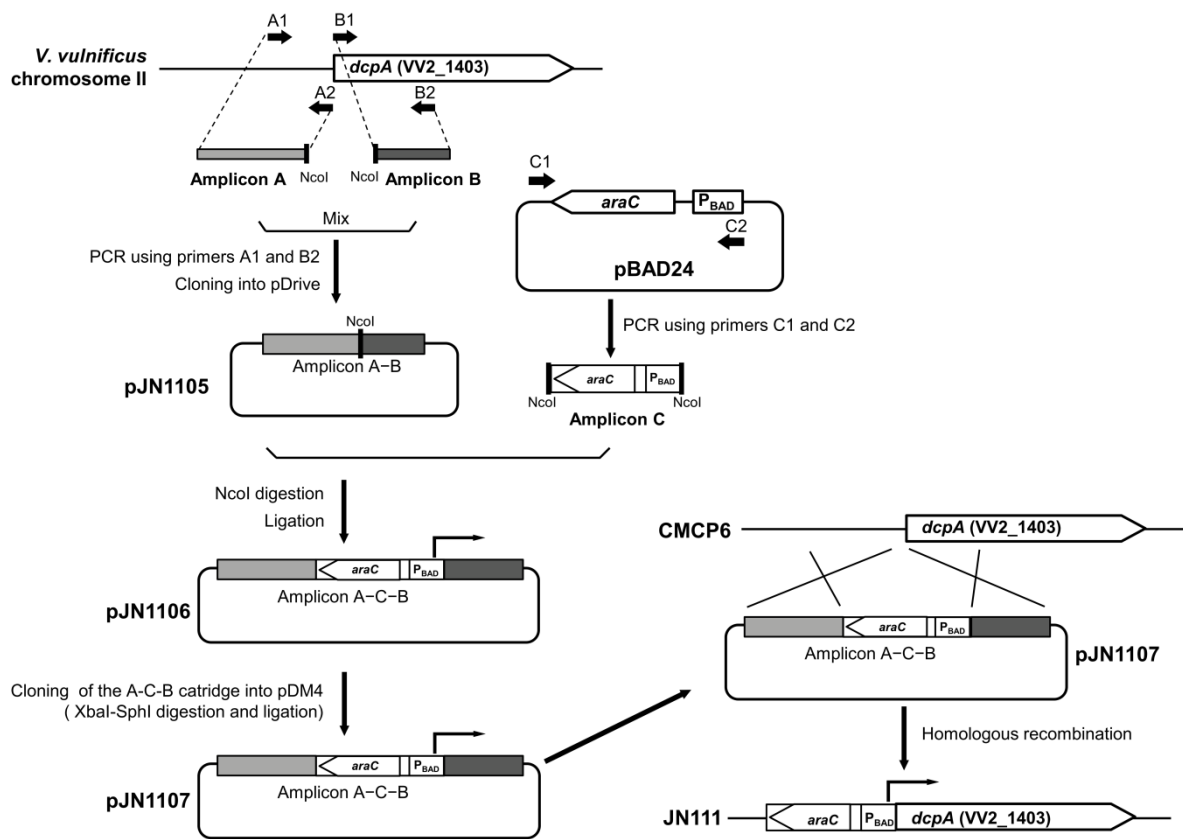 A1
B1
V. vulnificus
chromosome II
dcpA (VV2_1403)
A2
B2
NcoI
NcoI
Amplicon A
Amplicon B
Mix
PCR using primers A1 and B2
Cloning into pDrive
C1
araC
PBAD
C2
pBAD24
PCR using primers C1 and C2
NcoI
Amplicon A−B
pJN1105
araC
PBAD
NcoI
NcoI
Amplicon C
NcoI digestion
Ligation
araC
PBAD
Amplicon A−C−B
pJN1106
Cloning of the A-C-B catridge into pDM4
( XbaI-SphI digestion and ligation)
araC
PBAD
Amplicon A−C−B
pJN1107
CMCP6
dcpA (VV2_1403)
araC
PBAD
Amplicon A−C−B
pJN1107
Homologous recombination
JN111
araC
PBAD
dcpA (VV2_1403)